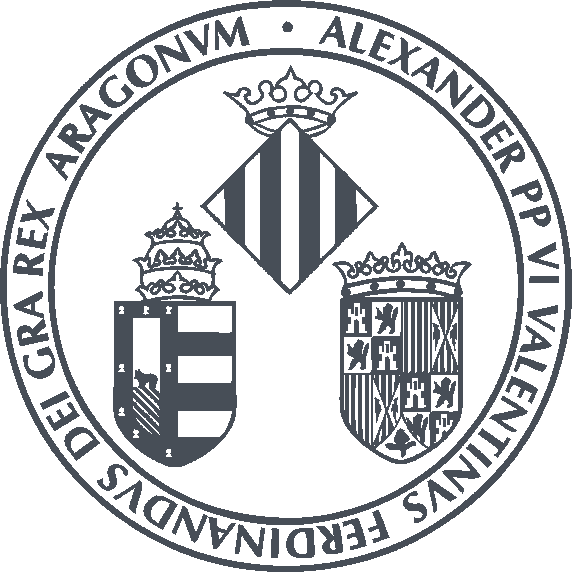 ALEXANDER PP VI VALENTINVS FERDINANDVS DEI GRA REX ARAGONVM ·